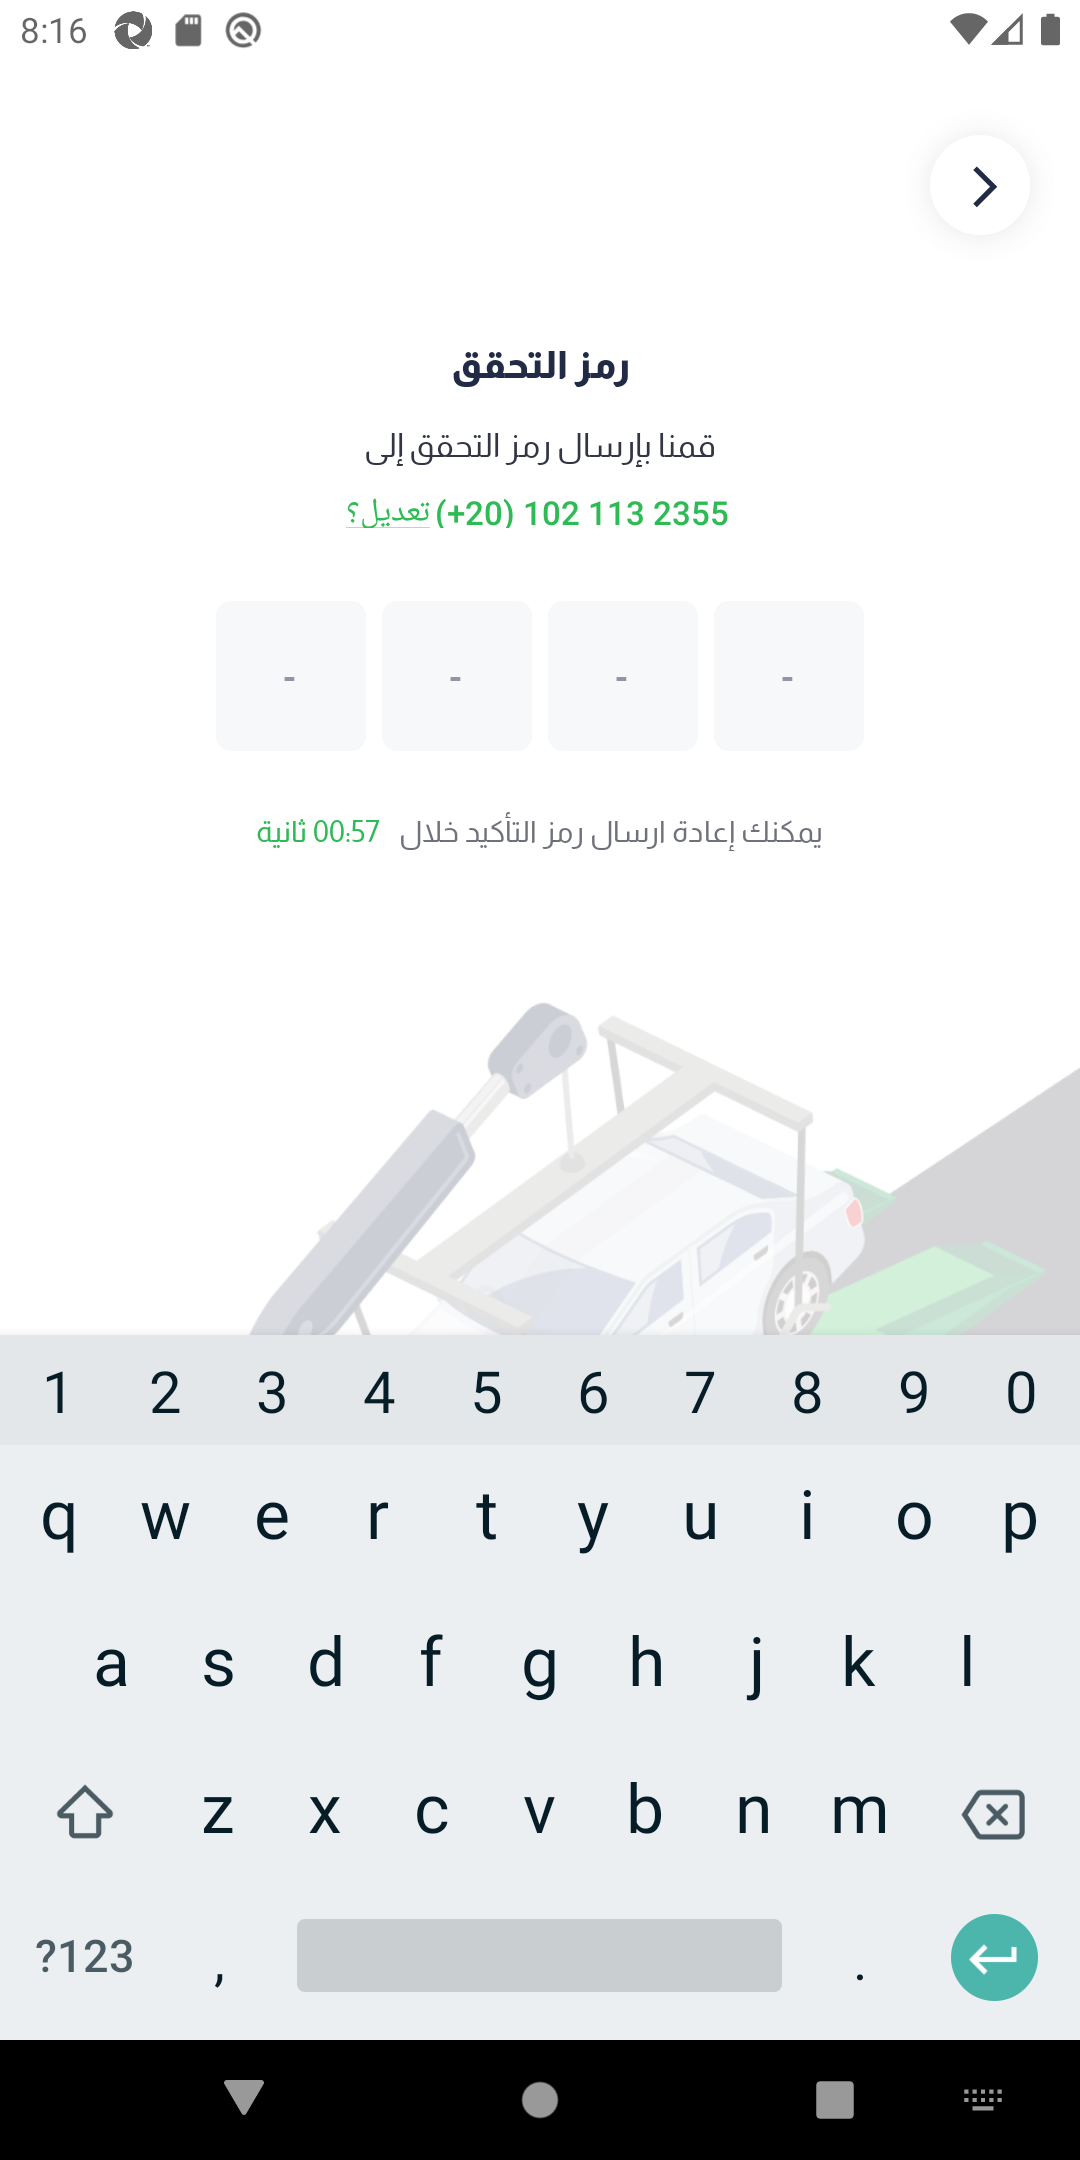 8:16
رمز التحقق
قمنا بإرسال رمز التحقق إلى
(+20) 102 113 2355 تعديل؟
- - - -
يمكنك إعادة ارسال رمز التأكيد خلال 00:57 ثانية
1 2 3 4 5 6 7 8 9 0
q w e r t y u i o p
a s d f g h j k l
z x c v b n m
?123 , .